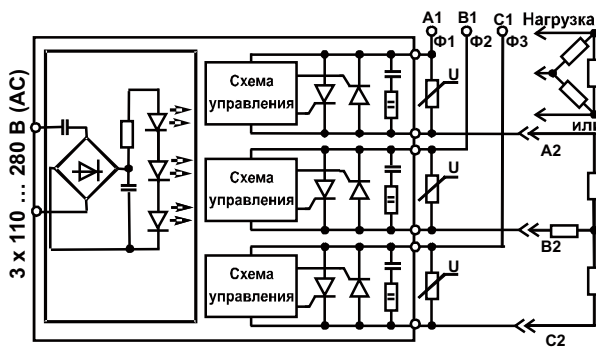 A1 B1 C1 Нагрузка
Ф1 Ф2 Ф3
3 x 110 ... 280 В (AC)
Схема
управления
U
или
A2
Схема
управления
U
B2
Схема
управления
U
C2